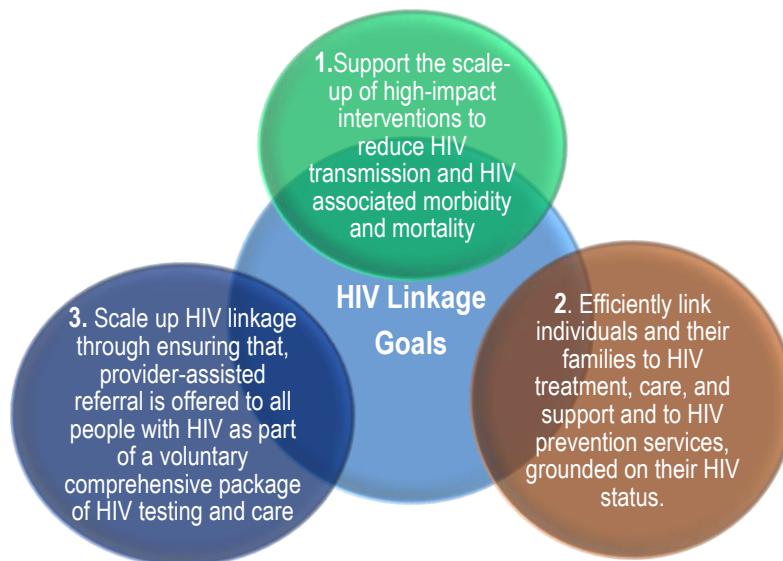 1.Support the scale-
up of high-impact
interventions to
reduce HIV
transmission and HIV
associated morbidity
and mortality
HIV Linkage
Goals
2. Efficiently link
individuals and their
families to HIV
treatment, care, and
support and to HIV
prevention services,
grounded on their HIV
status.
3. Scale up HIV linkage
through ensuring that,
provider-assisted
referral is offered to all
people with HIV as part
of a voluntary
comprehensive package
of HIV testing and care